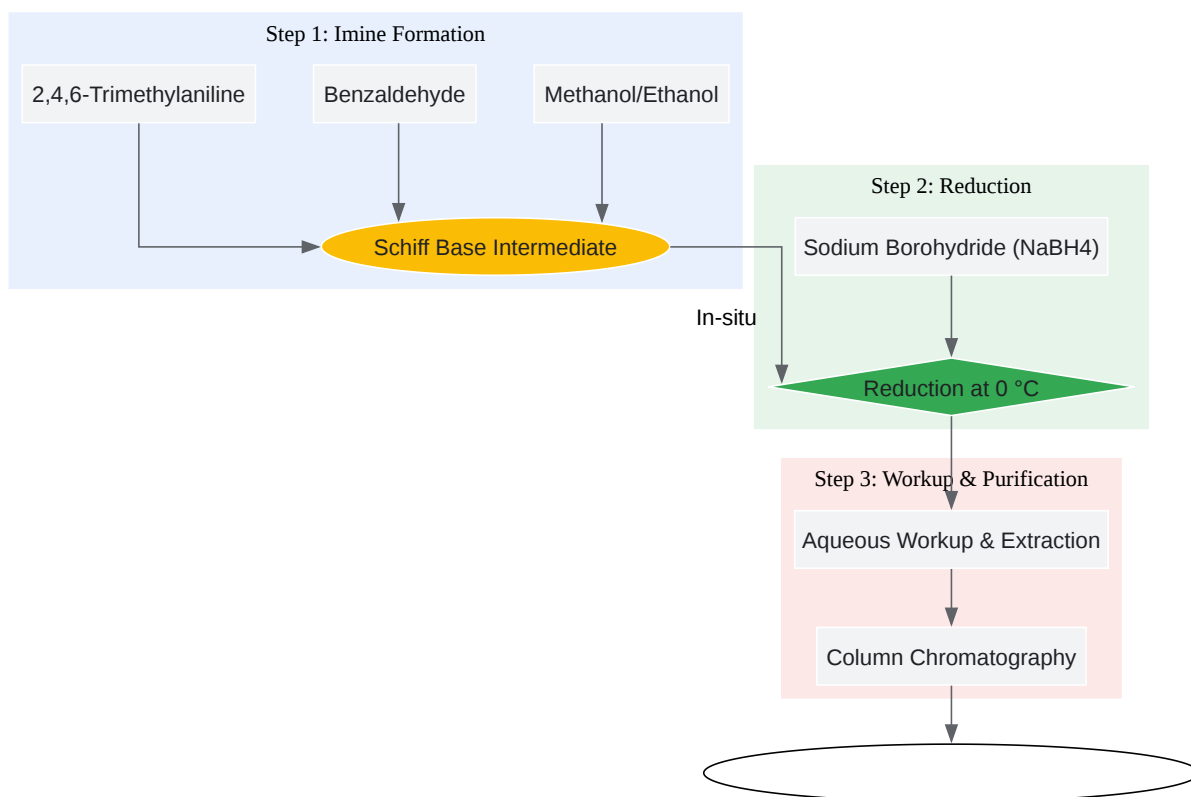 Step 1: Imine Formation
2,4,6-Trimethylaniline
Benzaldehyde
Methanol/Ethanol
Schiff Base Intermediate
In-situ
Step 2: Reduction
Sodium Borohydride (NaBH4)
Reduction at 0 °C
Step 3: Workup & Purification
Aqueous Workup & Extraction
Column Chromatography